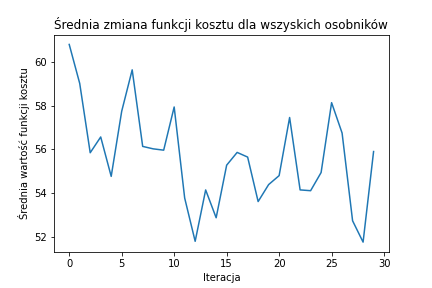 Średnia zmiana funkcji kosztu dla wszyskich osobników
Średnia wartość funkcji kosztu
60
58
56
54
52
0 5 10 15 20 25 30
Iteracja